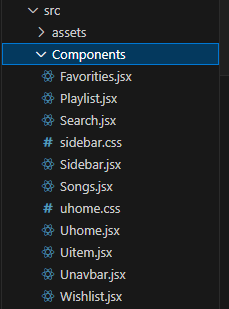 src
assets
Components
Favorities.jsx
Playlist.jsx
Search.jsx
# sidebar.css
Sidebar.jsx
Songs.jsx
# uhome.css
Uhome.jsx
Uitem.jsx
Unavbar.jsx
Wishlist.jsx